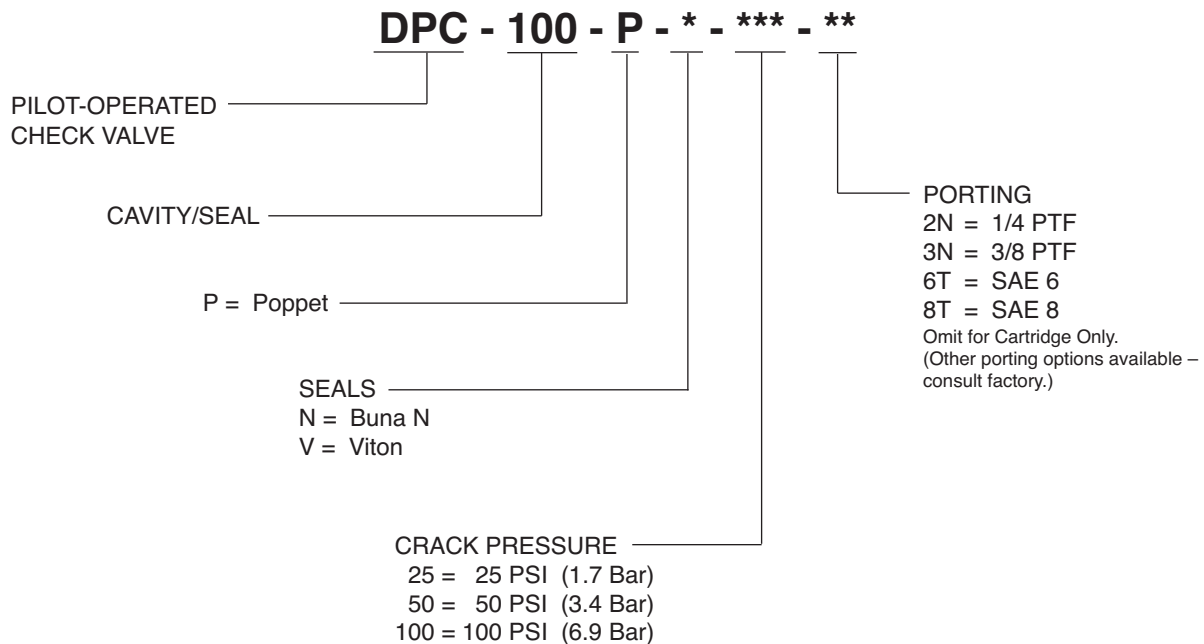 DPC - 100 - P - * - *** - **
PILOT-OPERATED
CHECK VALVE
CAVITY/SEAL
P = Poppet
SEALS
N = Buna N
V = Viton
CRACK PRESSURE
25 = 25 PSI (1.7 Bar)
50 = 50 PSI (3.4 Bar)
100 = 100 PSI (6.9 Bar)
PORTING
2N = 1/4 PTF
3N = 3/8 PTF
6T = SAE 6
8T = SAE 8
Omit for Cartridge Only.
(Other porting options available –
consult factory.)